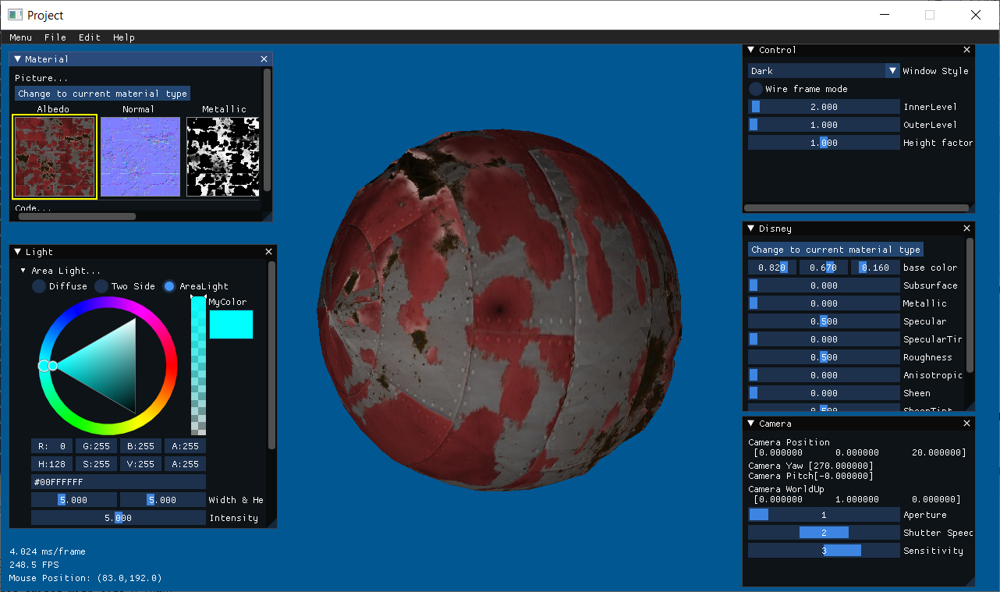 Project
Menu File Edit Help
Material
Picture...
Change to current material type
Albedo Normal Metallic
Code...
Light
Area Light...
Diffuse Two Side AreaLight
MyColor
R: 0 G:255 B:255 A:255
H:128 S:255 V:255 A:255
#00FFFFFF
5.000 5.000 Width & He
5.000 Intensity
4.024 ms/frame
248.5 FPS
Mouse Position: (83.0,192.0)
Control
Dark Window Style
Wire frame mode
2.000 InnerLevel
1.000 OuterLevel
1.000 Height factor
Disney
Change to current material type
0.820 0.670 0.160 base color
0.000 Subsurface
0.000 Metallic
0.500 Specular
0.000 SpecularTin
0.500 Roughness
0.000 Anisotropic
0.000 Sheen
0.500 SheenTint
Camera
Camera Position
[0.000000 0.000000 20.000000]
Camera Yaw [270.000000]
Camera Pitch[-0.000000]
Camera WorldUp
[0.000000 1.000000 0.000000]
1 Aperture
2 Shutter Speed
3 Sensitivity